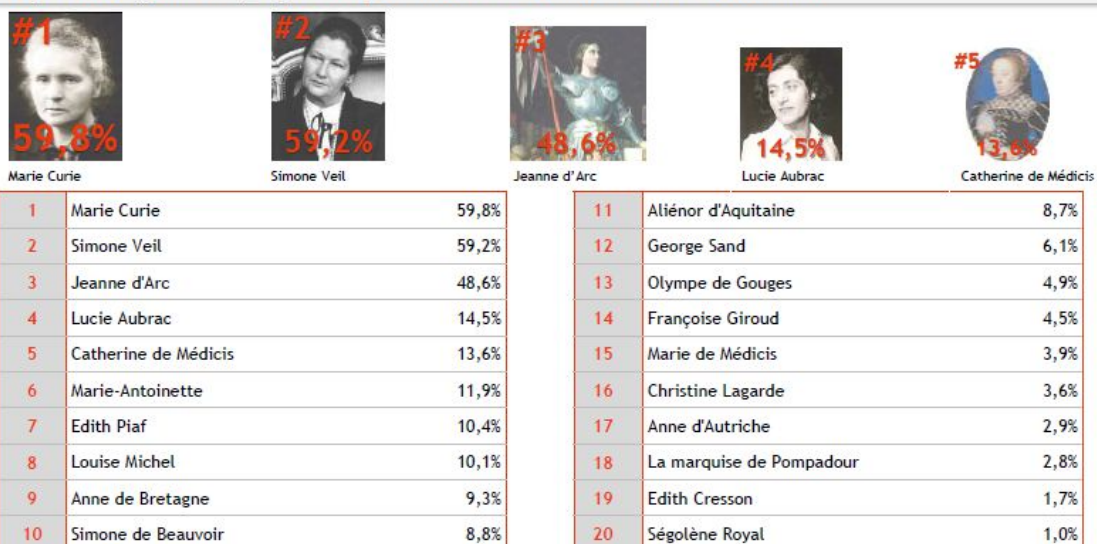 #1
59,8%
Marie Curie
#2
59,2%
Simone Veil
#3
48,6%
Jeanne d'Arc
#4
14,5%
Lucie Aubrac
#5
13,6%
Catherine de Médicis
1 Marie Curie 59,8%
2 Simone Veil 59,2%
3 Jeanne d'Arc 48,6%
4 Lucie Aubrac 14,5%
5 Catherine de Médicis 13,6%
6 Marie-Antoinette 11,9%
7 Edith Piaf 10,4%
8 Louise Michel 10,1%
9 Anne de Bretagne 9,3%
10 Simone de Beauvoir 8,8%
11 Aliénor d'Aquitaine 8,7%
12 George Sand 6,1%
13 Olympe de Gouges 4,9%
14 Françoise Giroud 4,5%
15 Marie de Médicis 3,9%
16 Christine Lagarde 3,6%
17 Anne d'Autriche 2,9%
18 La marquise de Pompadour 2,8%
19 Edith Cresson 1,7%
20 Ségolène Royal 1,0%